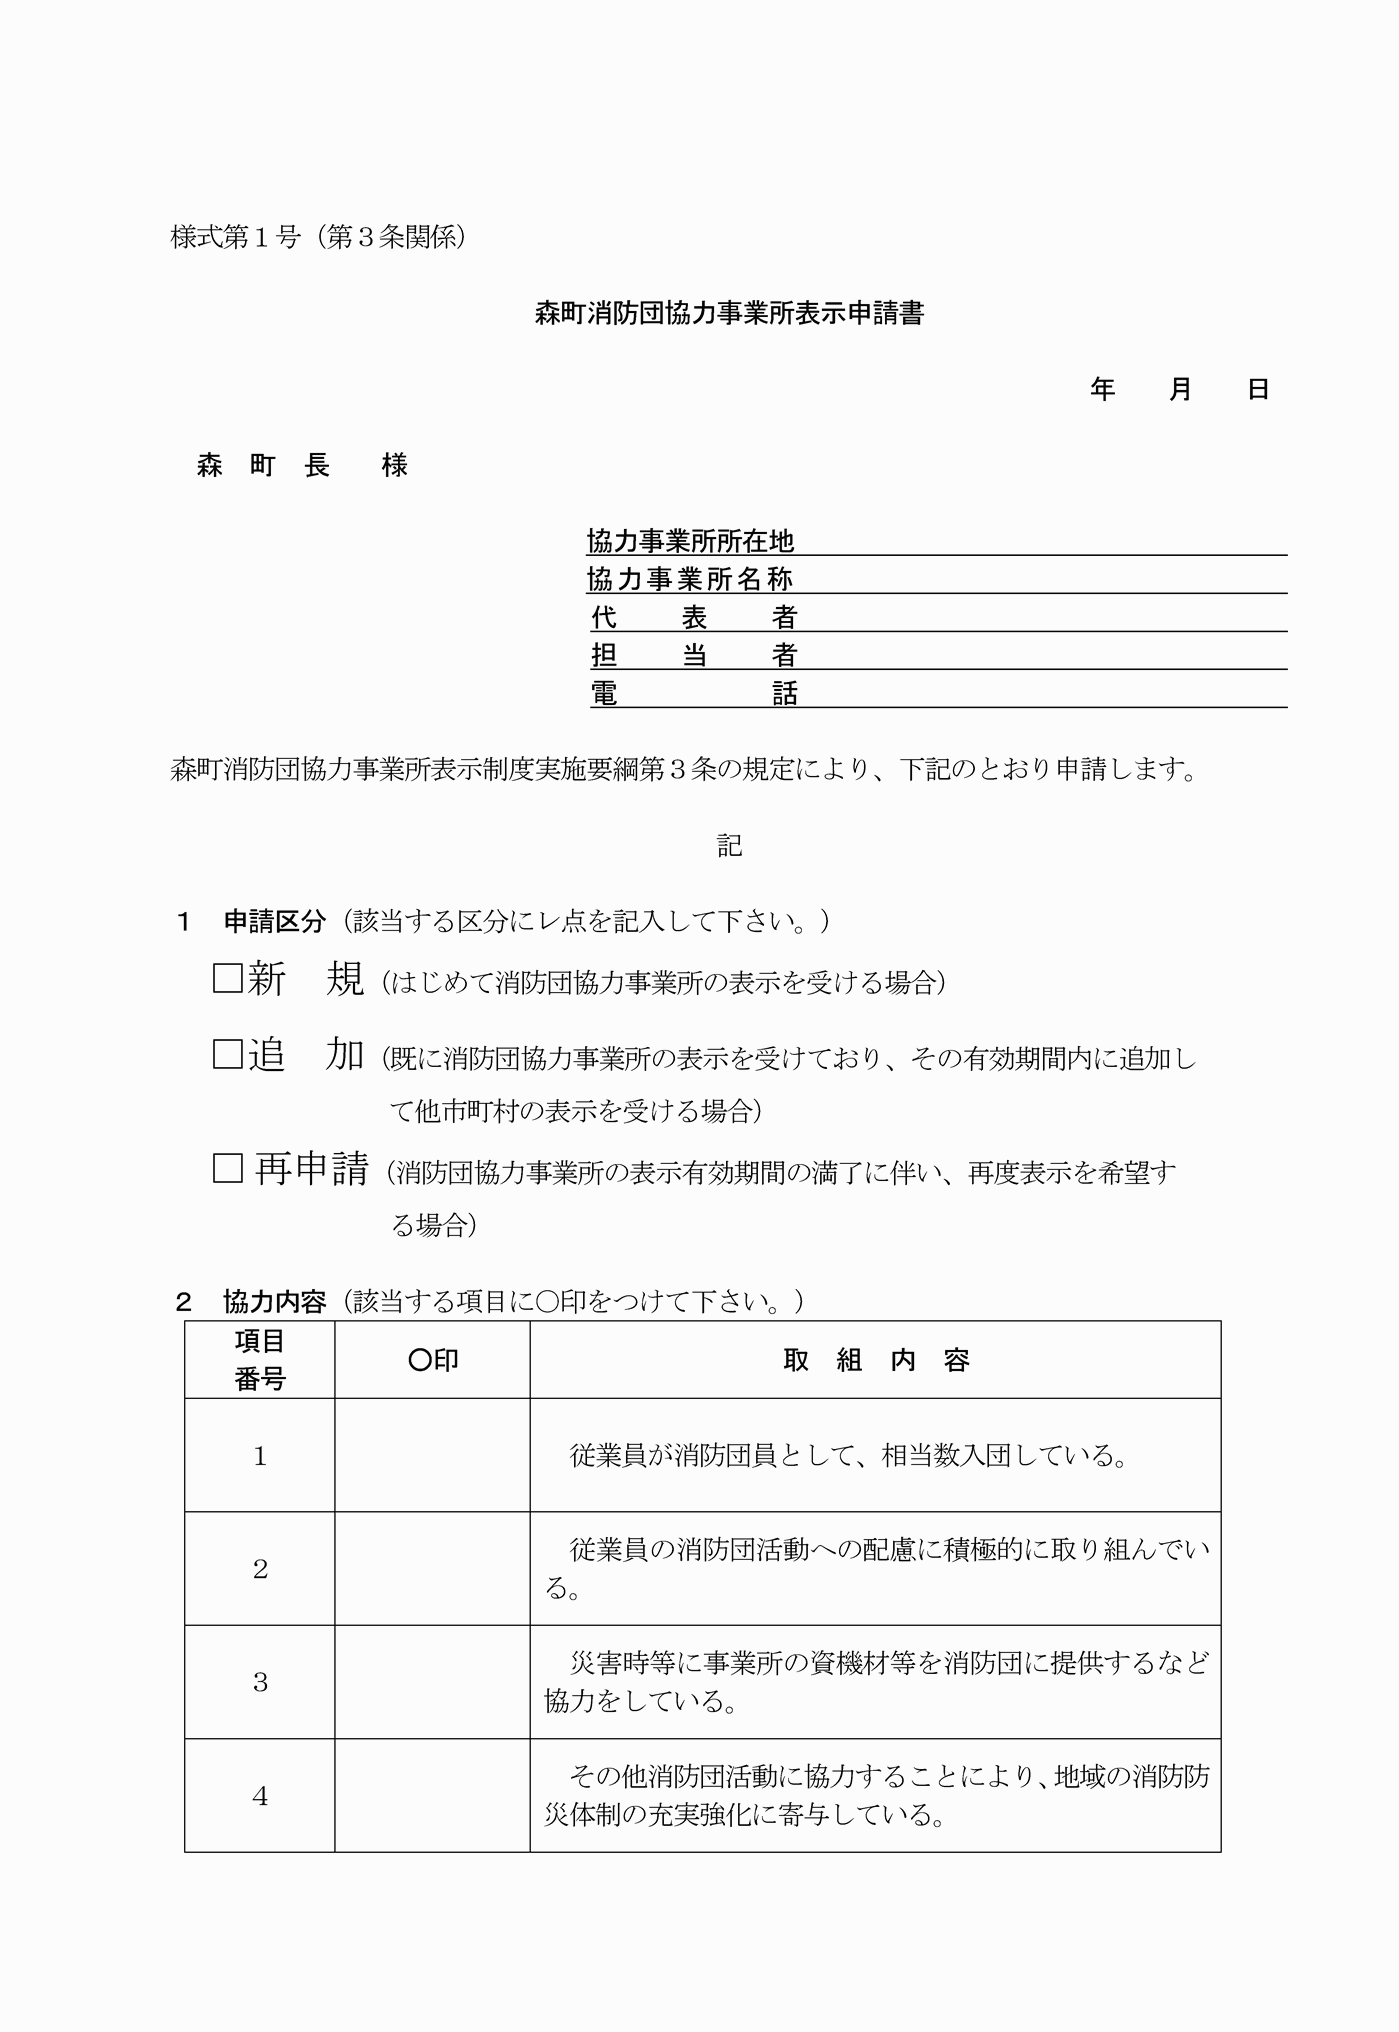 様式第１号（第３条関係）
森町消防団協力事業所表示申請書
年　　月　　日
森　町　長　　様
協力事業所所在地
協力事業所名称
代　　表　　者
担　　当　　者
電　　　　　話
森町消防団協力事業所表示制度実施要綱第３条の規定により、下記のとおり申請します。
記
１　申請区分（該当する区分にレ点を記入して下さい。）
□新　規（はじめて消防団協力事業所の表示を受ける場合）
□追　加（既に消防団協力事業所の表示を受けており、その有効期間内に追加し
て他市町村の表示を受ける場合）
□ 再申請（消防団協力事業所の表示有効期間の満了に伴い、再度表示を希望す
る場合）
２　協力内容（該当する項目に〇印をつけて下さい。）
項目
番号
〇印
取　組　内　容
１
従業員が消防団員として、相当数入団している。
２
従業員の消防団活動への配慮に積極的に取り組んでい
る。
３
災害時等に事業所の資機材等を消防団に提供するなど
協力をしている。
４
その他消防団活動に協力することにより、地域の消防防
災体制の充実強化に寄与している。